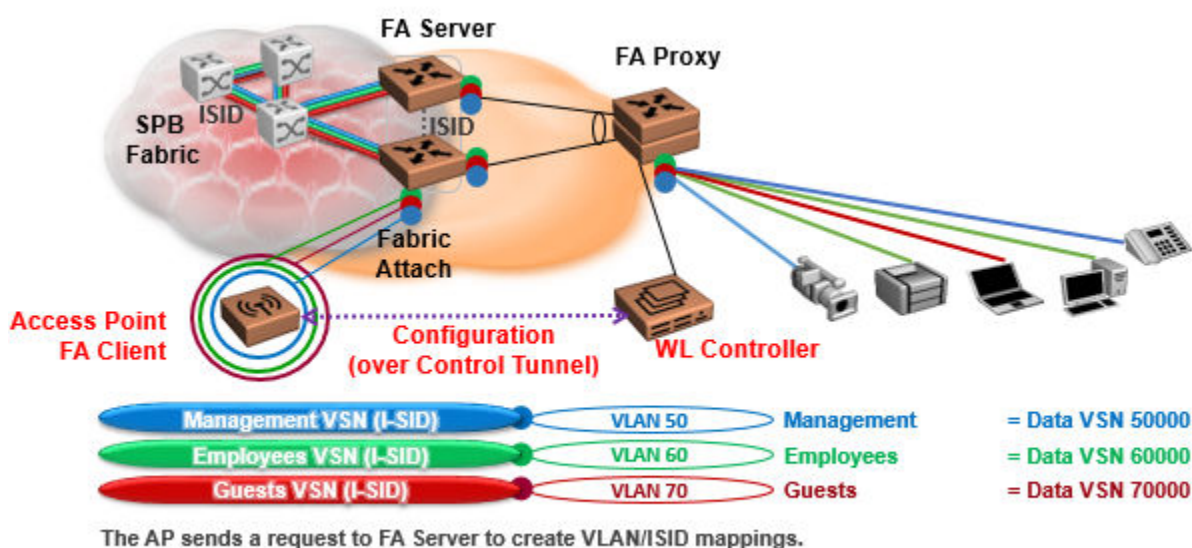 FA Server
FA Proxy
ISID
SPB
Fabric
ISID
Fabric
Attach
Access Point
FA Client
Configuration
(over Control Tunnel)
WL Controller
Management VSN (I-SID) VLAN 50 Management = Data VSN 50000
Employees VSN (I-SID) VLAN 60 Employees = Data VSN 60000
Guests VSN (I-SID) VLAN 70 Guests = Data VSN 70000
The AP sends a request to FA Server to create VLAN/ISID mappings.